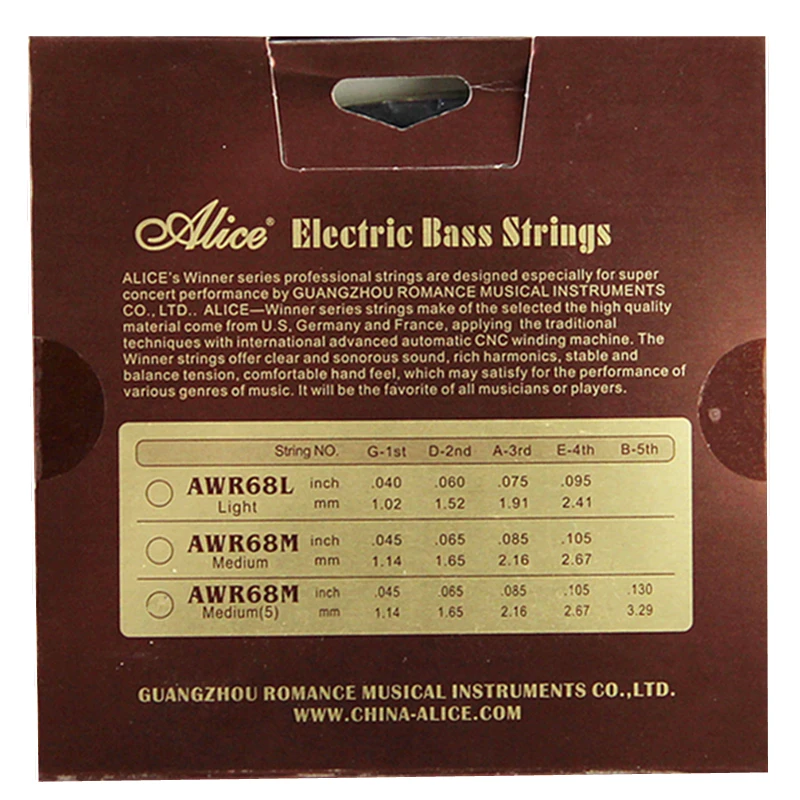 Alice® Electric Bass Strings
ALICE's Winner series professional strings are designed especially for super
concert performance by GUANGZHOU ROMANCE MUSICAL INSTRUMENTS
CO., LTD.. ALICE—Winner series strings make of the selected the high quality
material come from U.S, Germany and France, applying the traditional
techniques with international advanced automatic CNC winding machine. The
Winner strings offer clear and sonorous sound, rich harmonics, stable and
balance tension, comfortable hand feel, which may satisfy for the performance of
various genres of music. It will be the favorite of all musicians or players.
String NO. G-1st D-2nd A-3rd E-4th B-5th
AWR68L inch .040 .060 .075 .095
Light mm 1.02 1.52 1.91 2.41
AWR68M inch .045 .065 .085 .105
Medium mm 1.14 1.65 2.16 2.67
AWR68M inch .045 .065 .085 .105 .130
Medium(5) mm 1.14 1.65 2.16 2.67 3.29
GUANGZHOU ROMANCE MUSICAL INSTRUMENTS CO.,LTD.
WWW.CHINA-ALICE.COM